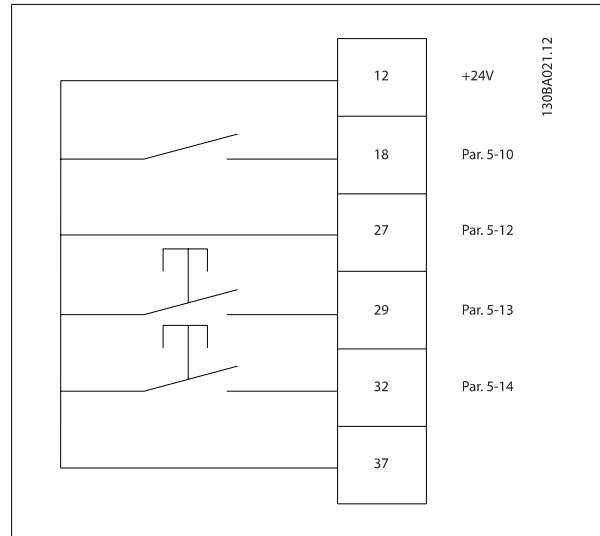 12 +24V
18 Par. 5-10
27 Par. 5-12
29 Par. 5-13
32 Par. 5-14
37
130BA021.12